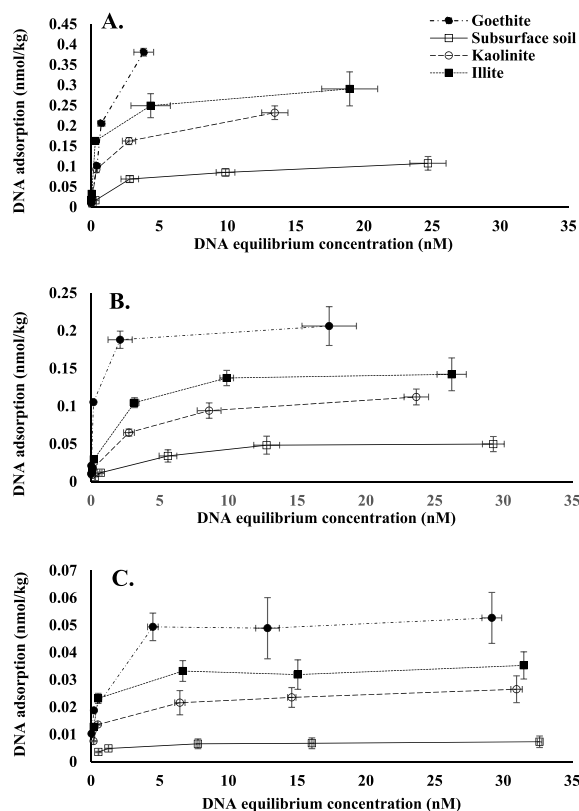 A.
Goethite
Subsurface soil
Kaolinite
Illite
DNA adsorption (nmol/kg)
0.45
0.4
0.35
0.3
0.25
0.2
0.15
0.1
0.05
0
0 5 10 15 20 25 30 35
DNA equilibrium concentration (nM)
B.
DNA adsorption (nmol/kg)
0.25
0.2
0.15
0.1
0.05
0
0 5 10 15 20 25 30 35
DNA equilibrium concentration (nM)
C.
DNA adsorption (nmol/kg)
0.07
0.06
0.05
0.04
0.03
0.02
0.01
0
0 5 10 15 20 25 30 35
DNA equilibrium concentration (nM)